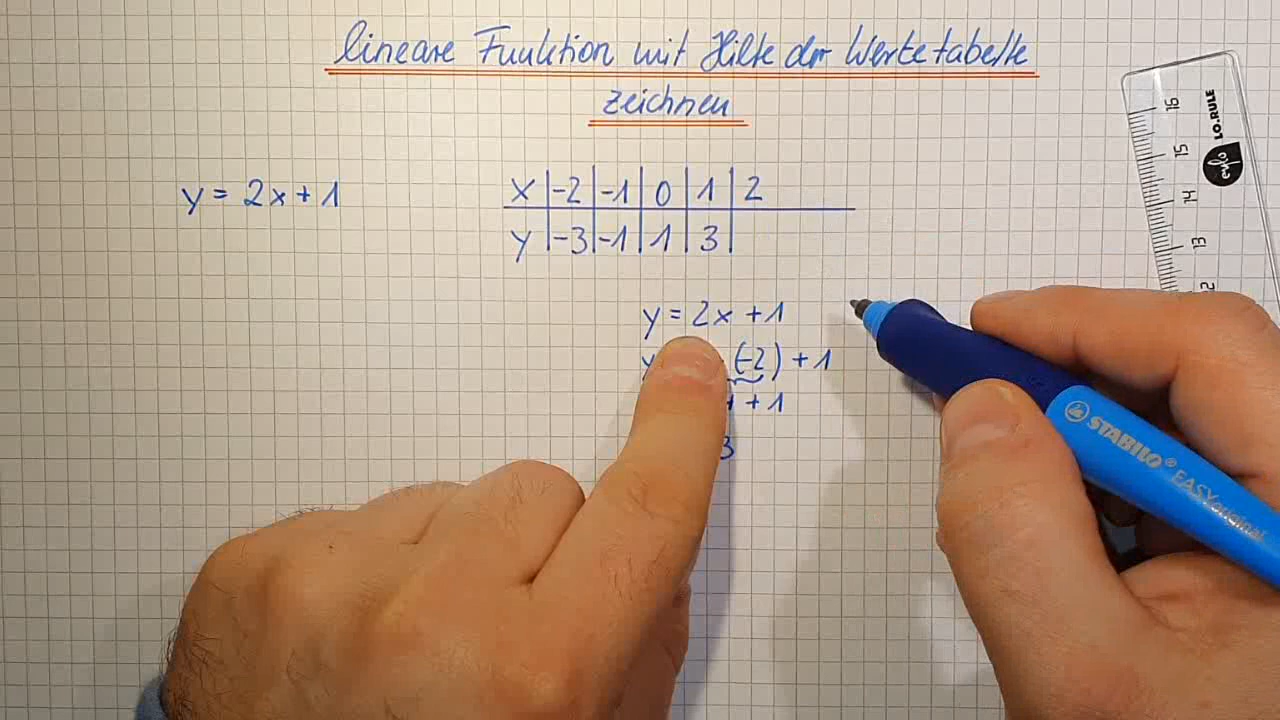 lineare Funktion mit Hilfe der Wertetabelle
zeichnen
y = 2x + 1
x -2 -1 0 1 2
y -3 -1 1 3
y = 2x + 1
(-2) + 1
+ 1
3
16
15
14
13
12
LO.RULE
STABILO® EASYoriginal